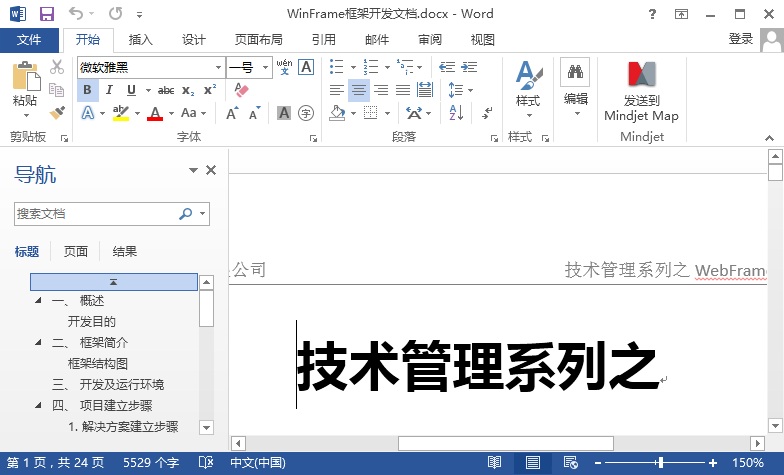 WinFrame框架开发文档.docx - Word
文件 开始 插入 设计 页面布局 引用 邮件 审阅 视图 登录
微软雅黑 一号 wén 文 A
粘贴 B I U abc x₂ x² 样式 编辑 发送到 Mindjet Map
A aby A Aa A A A 字
剪贴板 字体 段落 样式 Mindjet
导航
搜索文档
标题 页面 结果
公司 技术管理系列之 WebFram
一、 概述
开发目的
二、 框架简介
框架结构图
三、 开发及运行环境
四、 项目建立步骤
1. 解决方案建立步骤
技术管理系列之
第 1 页，共 24 页 5529 个字 中文(中国) 150%